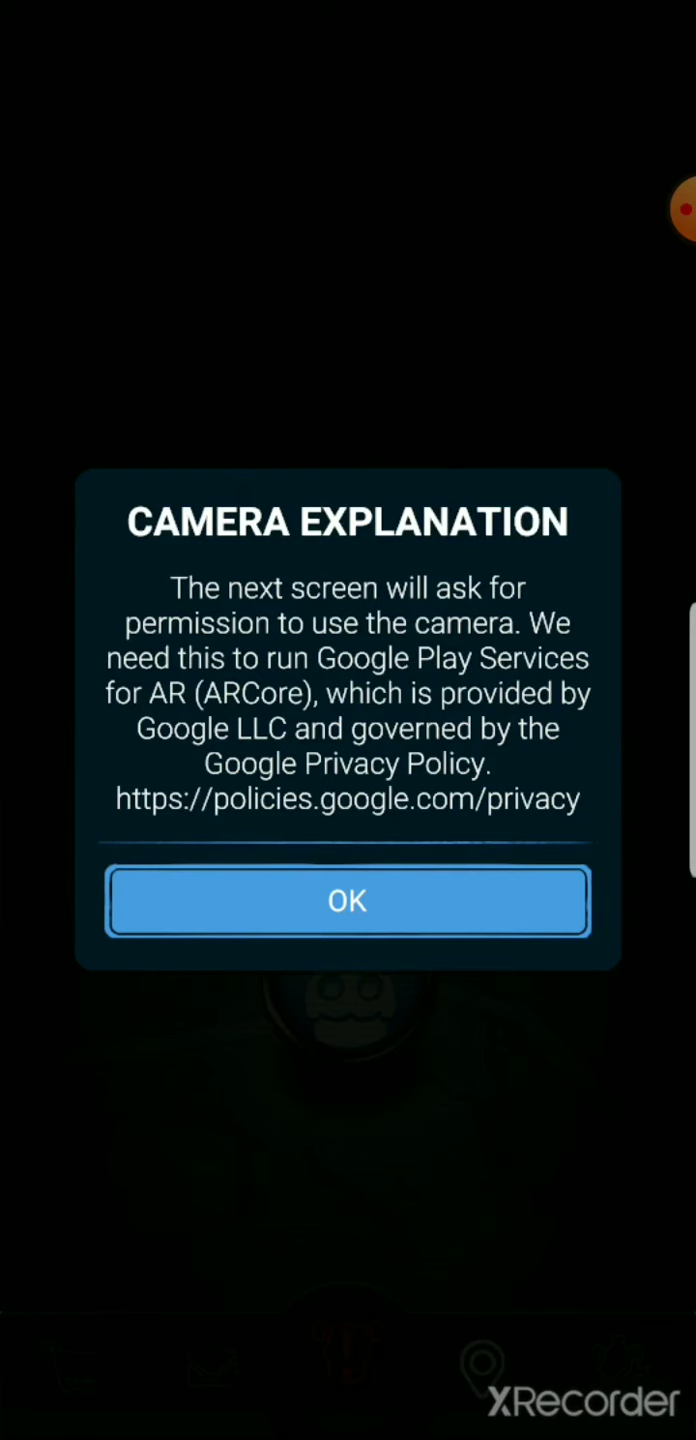 CAMERA EXPLANATION
The next screen will ask for
permission to use the camera. We
need this to run Google Play Services
for AR (ARCore), which is provided by
Google LLC and governed by the
Google Privacy Policy.
https://policies.google.com/privacy
OK
XRecorder